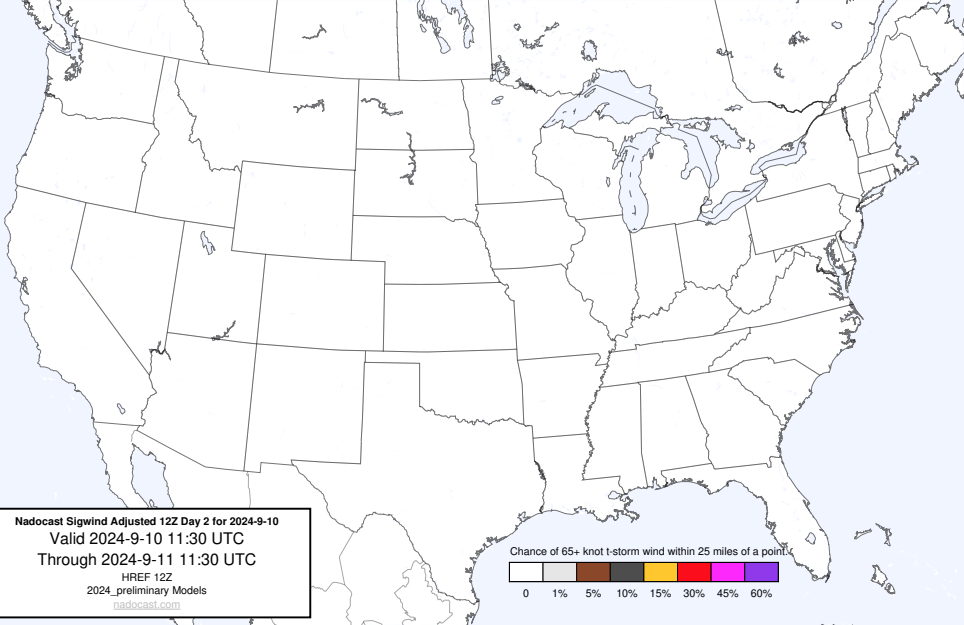 Nadocast Sigwind Adjusted 12Z Day 2 for 2024-9-10
Valid 2024-9-10 11:30 UTC
Through 2024-9-11 11:30 UTC
HREF 12Z
2024_preliminary Models
nadocast.com
Chance of 65+ knot t-storm wind within 25 miles of a point.
0 1% 5% 10% 15% 30% 45% 60%